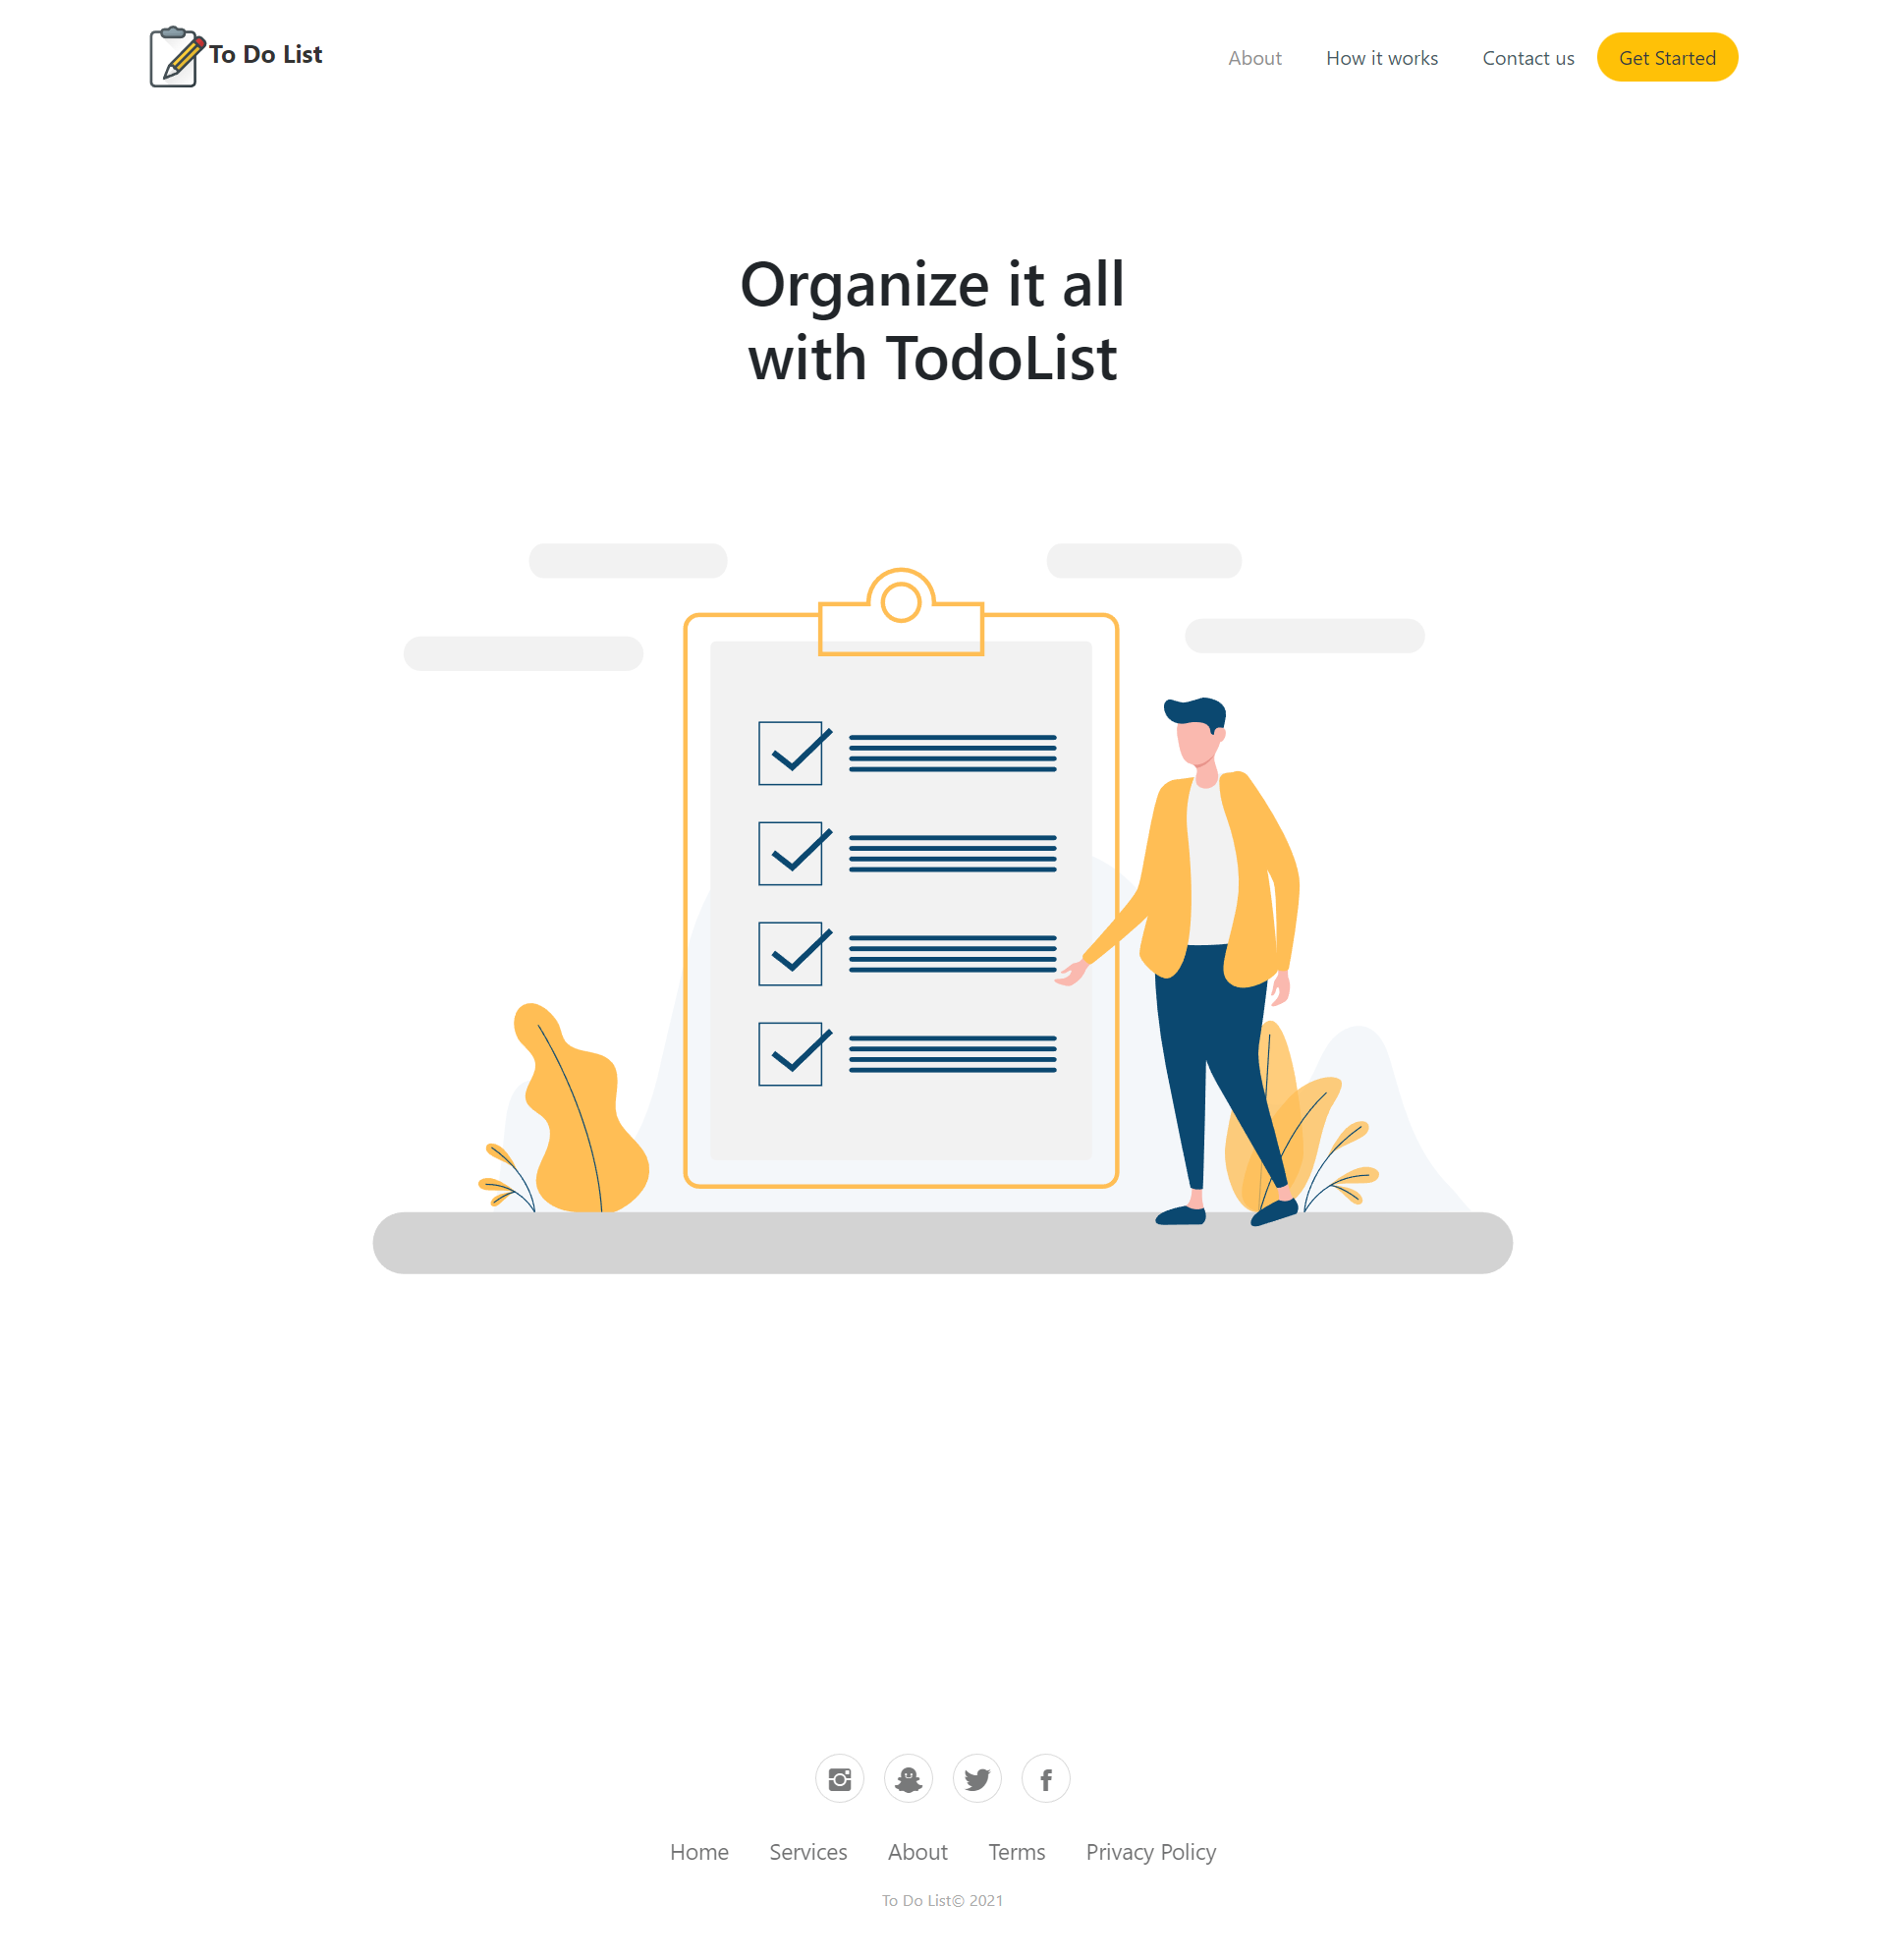 To Do List
About How it works Contact us Get Started
Organize it all
with TodoList
Home Services About Terms Privacy Policy
To Do List© 2021